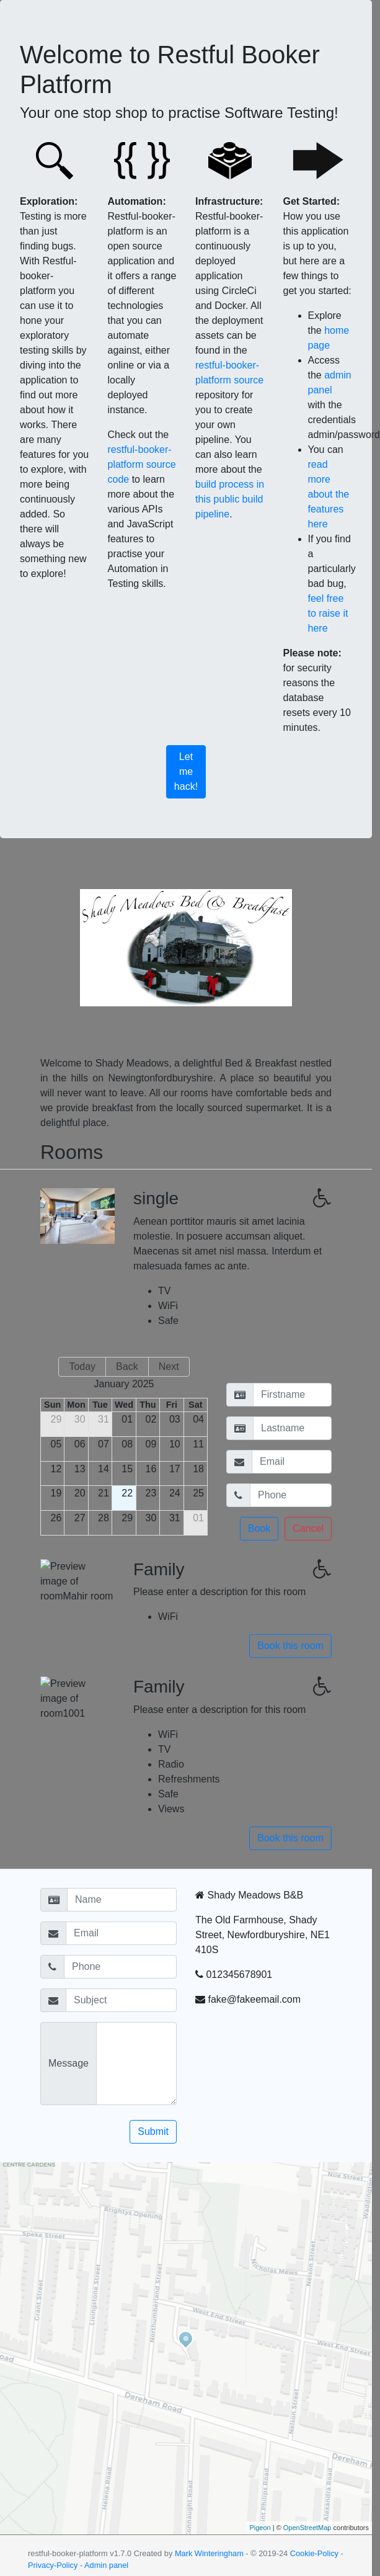 Welcome to Restful Booker
Platform
Your one stop shop to practise Software Testing!
Exploration:
Testing is more
than just
finding bugs.
With Restful-
booker-
platform you
can use it to
hone your
exploratory
testing skills by
diving into the
application to
find out more
about how it
works. There
are many
features for you
to explore, with
more being
continuously
added. So
there will
always be
something new
to explore!
Automation:
Restful-booker-
platform is an
open source
application and
it offers a range
of different
technologies
that you can
automate
against, either
online or via a
locally
deployed
instance.
Check out the
restful-booker-
platform source
code to learn
more about the
various APIs
and JavaScript
features to
practise your
Automation in
Testing skills.
Infrastructure:
Restful-booker-
platform is a
continuously
deployed
application
using CircleCi
and Docker. All
the deployment
assets can be
found in the
restful-booker-
platform source
repository for
you to create
your own
pipeline. You
can also learn
more about the
build process in
this public build
pipeline.
Get Started:
How you use
this application
is up to you,
but here are a
few things to
get you started:
Explore
the home
page
Access
the admin
panel
with the
credentials
admin/password
You can
read
more
about the
features
here
If you find
a
particularly
bad bug,
feel free
to raise it
here
Please note:
for security
reasons the
database
resets every 10
minutes.
Let
me
hack!
Shady Meadows Bed & Breakfast
Welcome to Shady Meadows, a delightful Bed & Breakfast nestled
in the hills on Newingtonfordburyshire. A place so beautiful you
will never want to leave. All our rooms have comfortable beds and
we provide breakfast from the locally sourced supermarket. It is a
delightful place.
Rooms
single
Aenean porttitor mauris sit amet lacinia
molestie. In posuere accumsan aliquet.
Maecenas sit amet nisl massa. Interdum et
malesuada fames ac ante.
TV
WiFi
Safe
Today Back Next
January 2025
Sun Mon Tue Wed Thu Fri Sat
29 30 31 01 02 03 04
05 06 07 08 09 10 11
12 13 14 15 16 17 18
19 20 21 22 23 24 25
26 27 28 29 30 31 01
Firstname
Lastname
Email
Phone
Book Cancel
Preview
image of
roomMahir room
Family
Please enter a description for this room
WiFi
Book this room
Preview
image of
room1001
Family
Please enter a description for this room
WiFi
TV
Radio
Refreshments
Safe
Views
Book this room
Name
Email
Phone
Subject
Message
Submit
Shady Meadows B&B
The Old Farmhouse, Shady
Street, Newfordburyshire, NE1
410S
012345678901
fake@fakeemail.com
CENTRE GARDENS
Nile Street
Brightys Opening
Spebe Street
Nicholas Mews
Nelson Street
Livingstone Street
Northumberland Street
Grant Street
West End Street
West End Street
Dereham Road
Nelson Street
Helena Road
Connaught Road
Alexandra Road
Pigeon | © OpenStreetMap contributors
restful-booker-platform v1.7.0 Created by Mark Winteringham - © 2019-24 Cookie-Policy -
Privacy-Policy - Admin panel